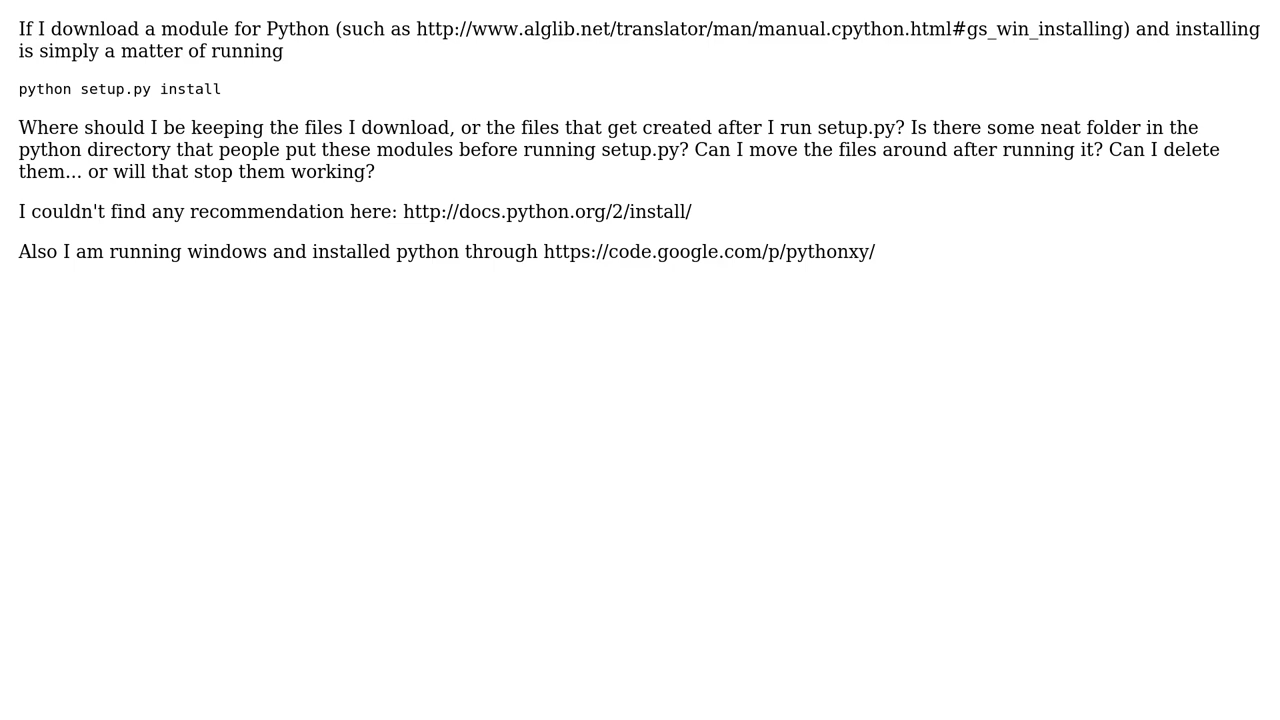 If I download a module for Python (such as http://www.alglib.net/translator/man/manual.cpython.html#gs_win_installing) and installing
is simply a matter of running
python setup.py install
Where should I be keeping the files I download, or the files that get created after I run setup.py? Is there some neat folder in the
python directory that people put these modules before running setup.py? Can I move the files around after running it? Can I delete
them... or will that stop them working?
I couldn't find any recommendation here: http://docs.python.org/2/install/
Also I am running windows and installed python through https://code.google.com/p/pythonxy/